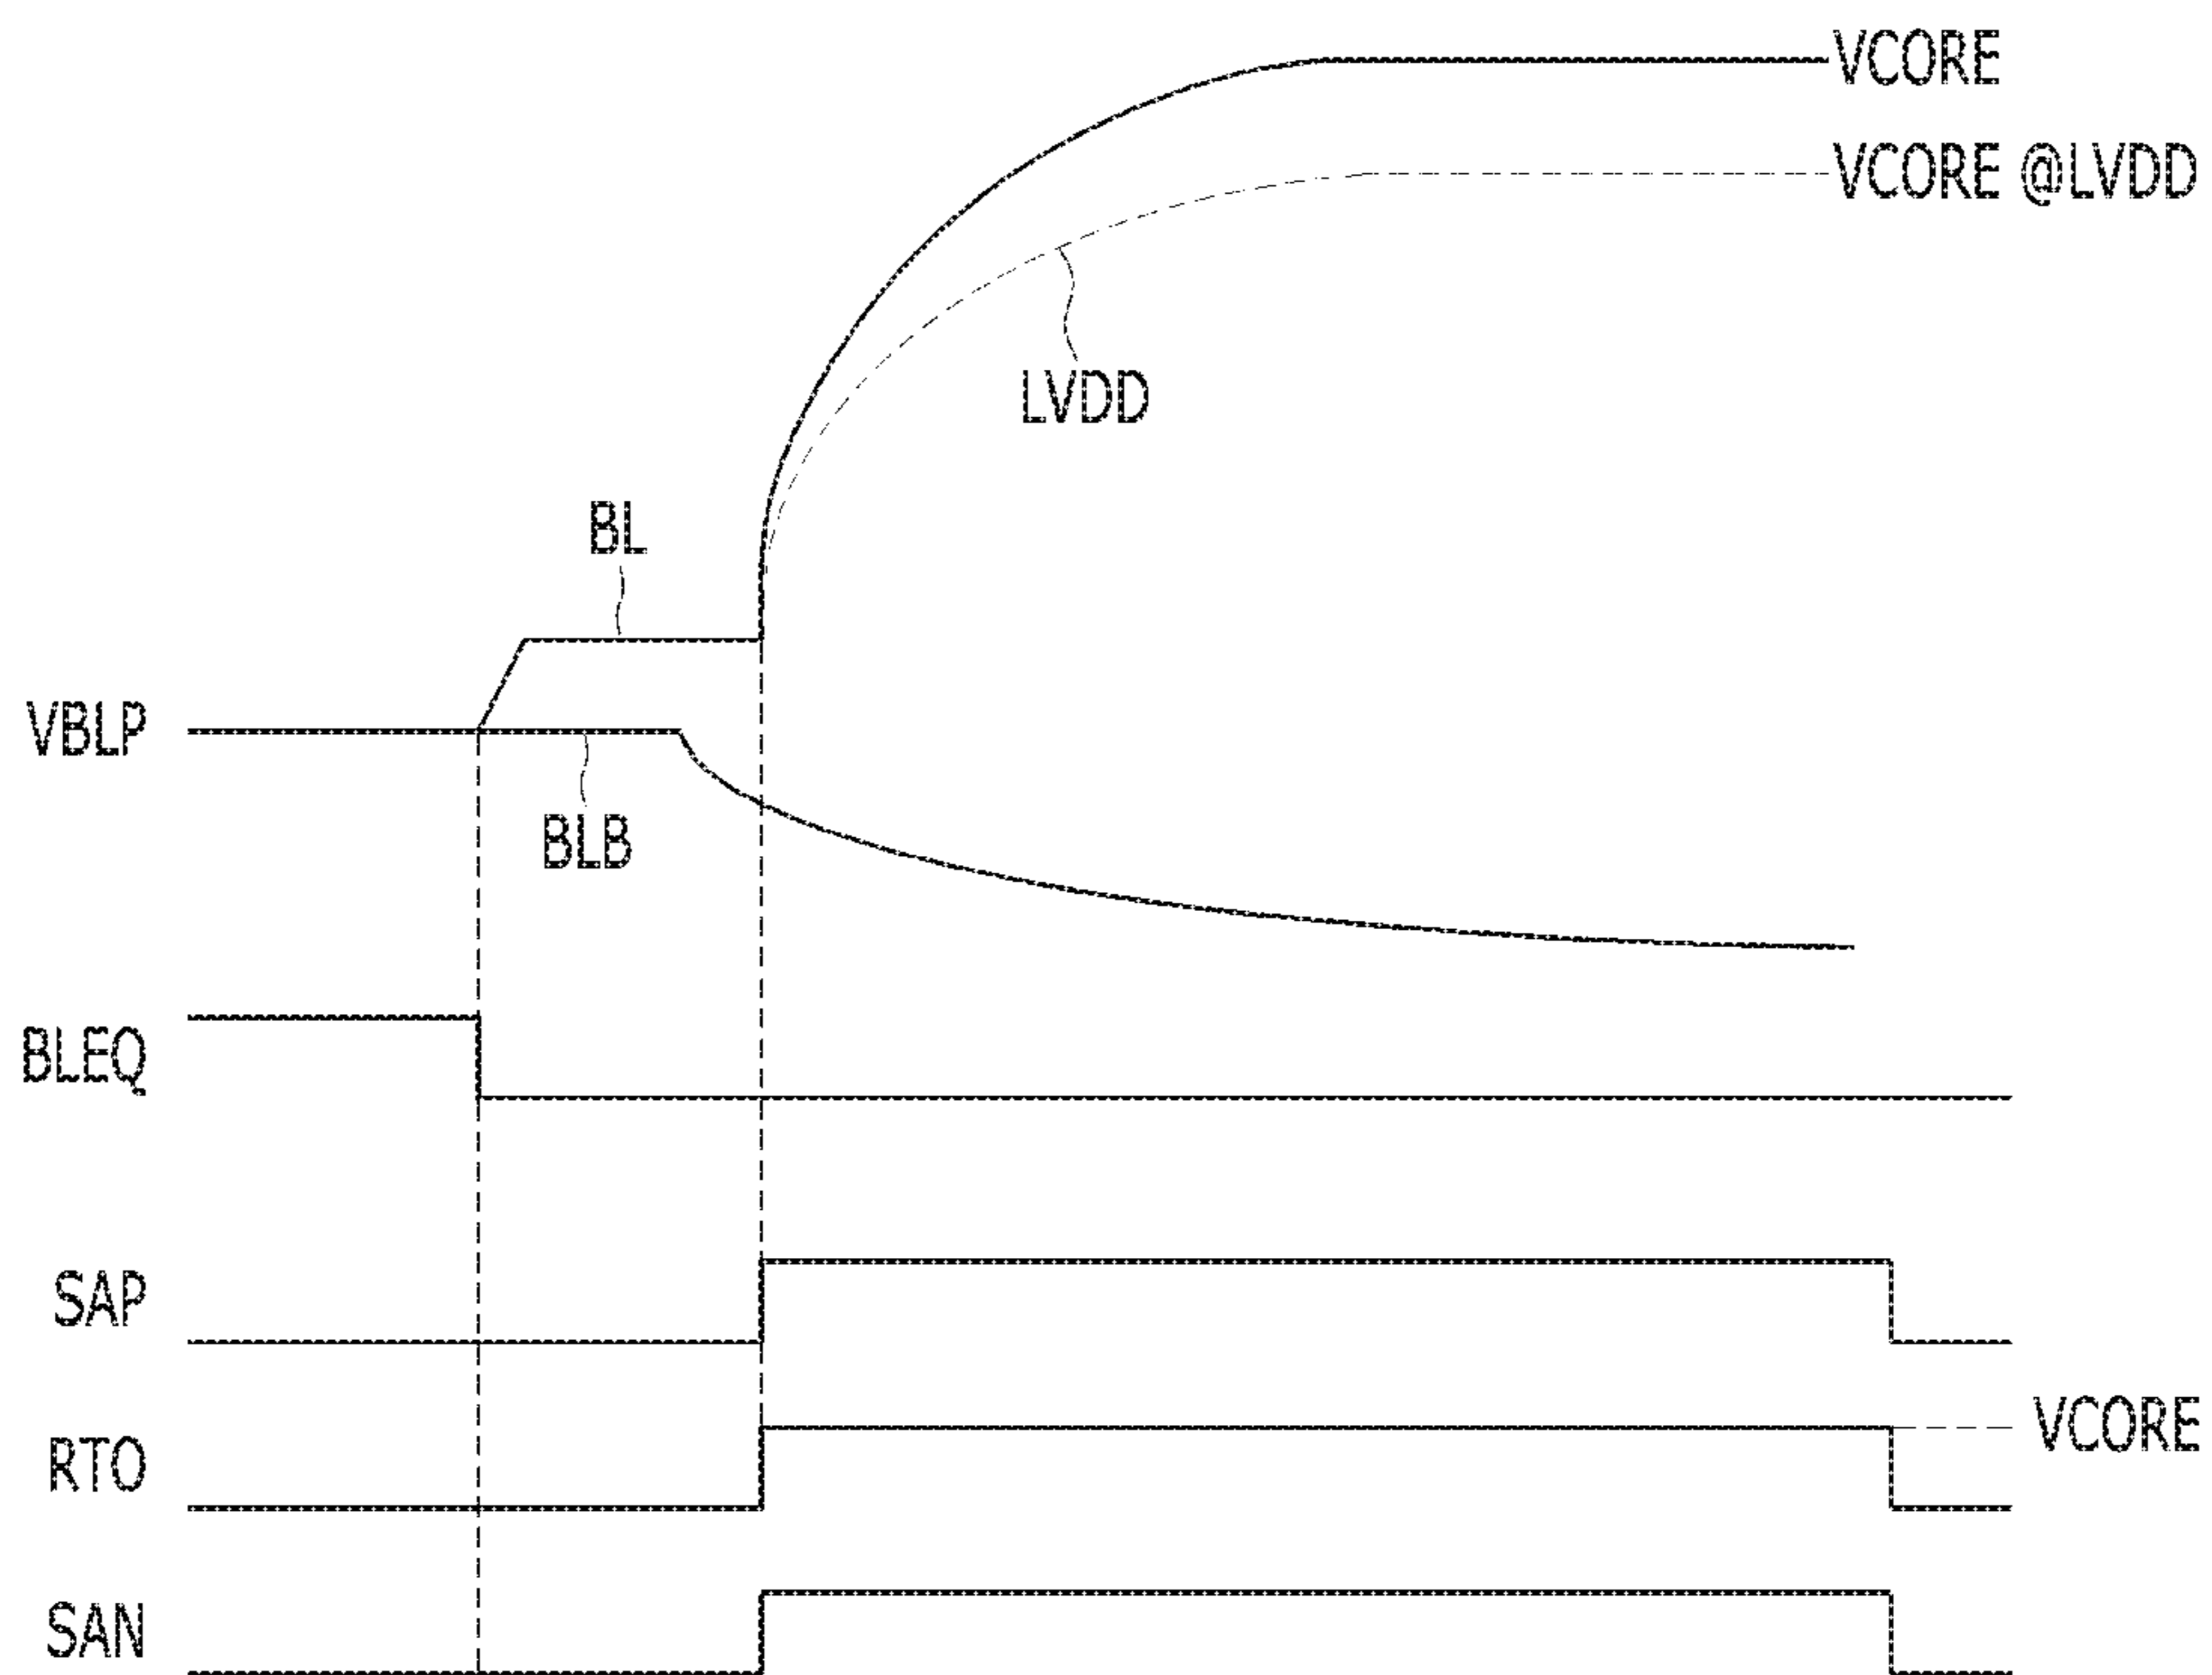 VCORE
VCORE @LVDD
LVDD
BL
VBLP
BLB
BLEQ
SAP
VCORE
RTO
SAN